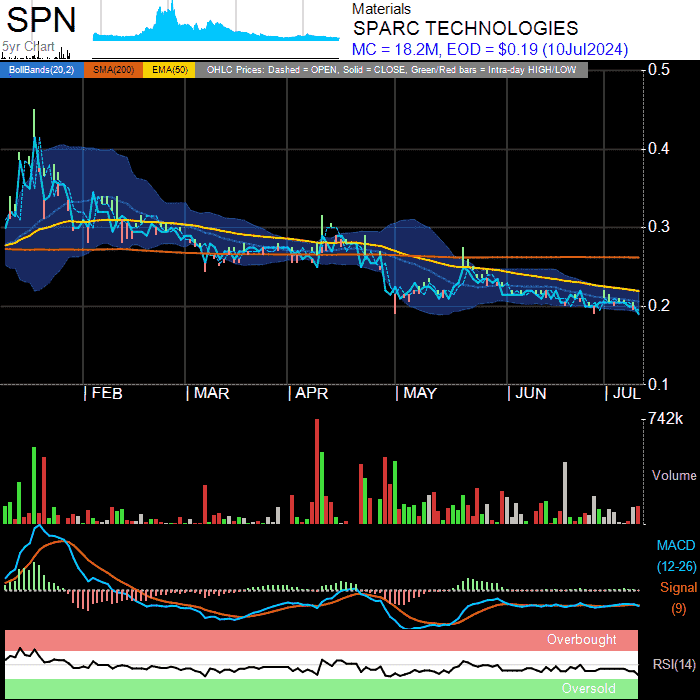 SPN
5yr Chart
Materials
SPARC TECHNOLOGIES
MC = 18.2M, EOD = $0.19 (10Jul2024)
BollBands(20,2) SMA(200) EMA(50) OHLC Prices: Dashed = OPEN, Solid = CLOSE, Green/Red bars = Intra-day HIGH/LOW
0.5
0.4
0.3
0.2
0.1
FEB MAR APR MAY JUN JUL
742k
Volume
MACD
(12-26)
Signal
(9)
Overbought
RSI(14)
Oversold